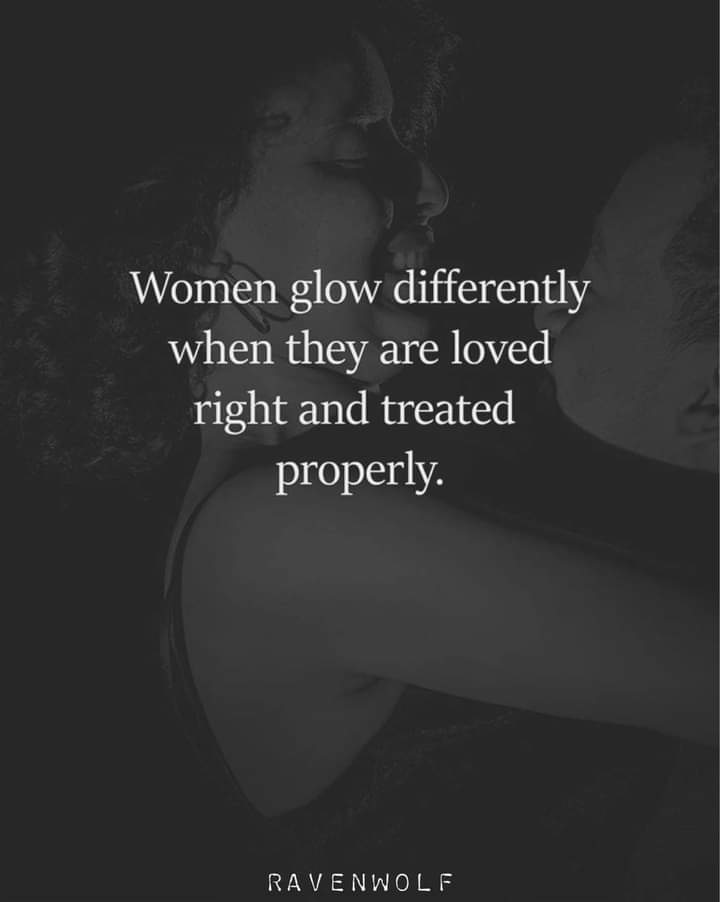 Women glow differently
when they are loved
right and treated
properly.
RAVENWOLF